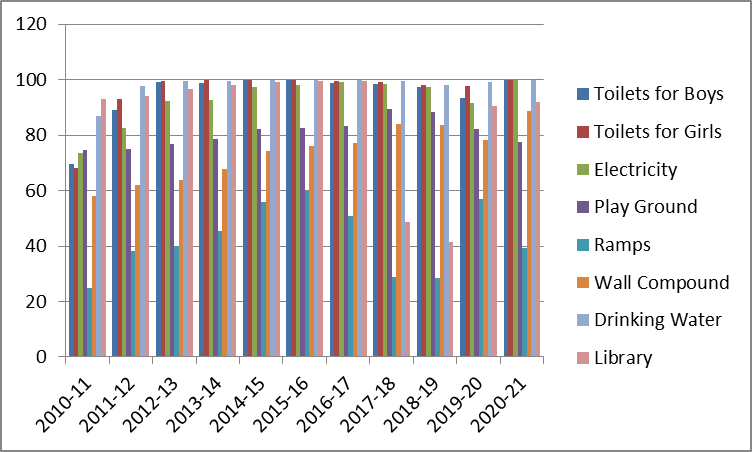 120
100
80
60
40
20
0
2010-11
2011-12
2012-13
2013-14
2014-15
2015-16
2016-17
2017-18
2018-19
2019-20
2020-21
Toilets for Boys
Toilets for Girls
Electricity
Play Ground
Ramps
Wall Compound
Drinking Water
Library